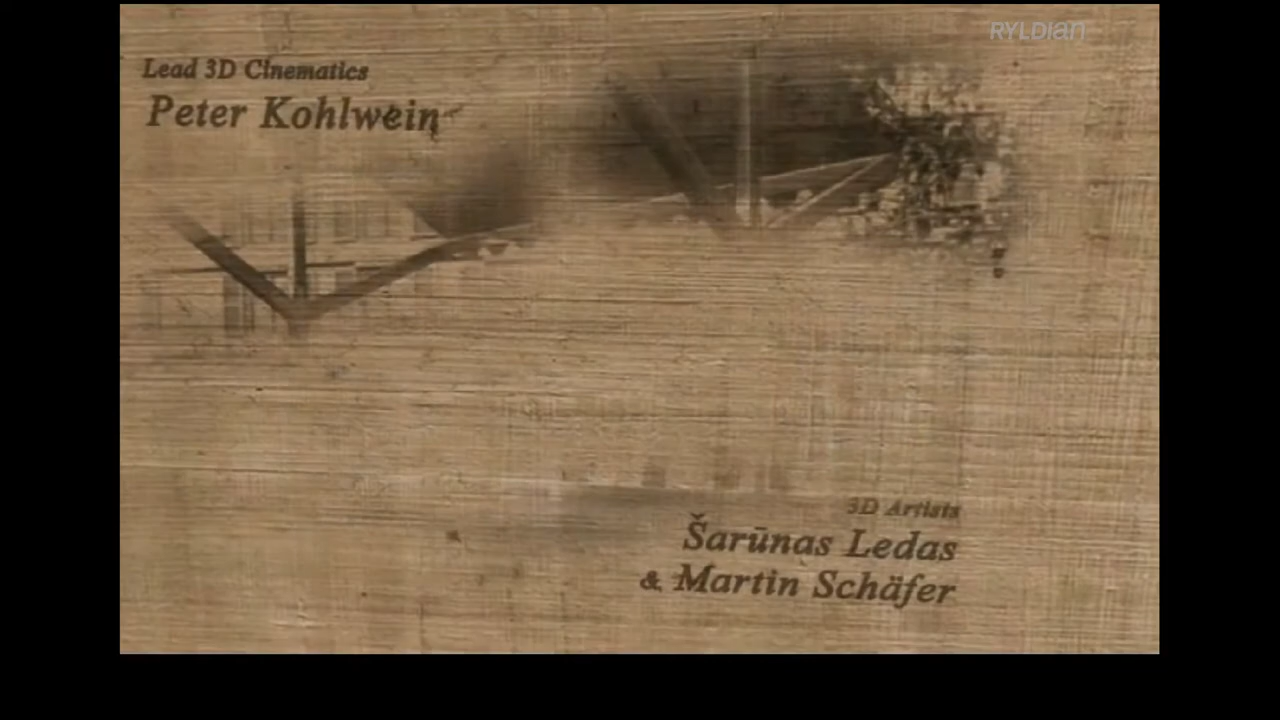 RYLDian
Lead 3D Cinematics
Peter Kohlwein
3D Artists
Šarūnas Ledas
& Martin Schäfer